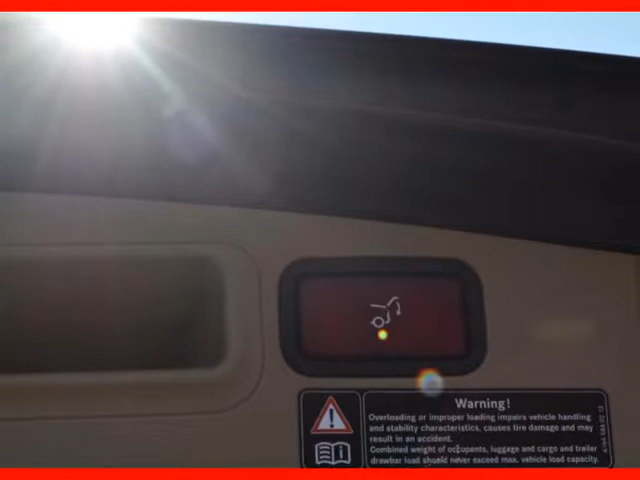 Warning!
Overloading or improper loading impairs vehicle handling
and stability characteristics, causes tire damage and may
result in an accident.
Combined weight of occupants, luggage and cargo and trailer
drawbar load should never exceed max. vehicle load capacity.